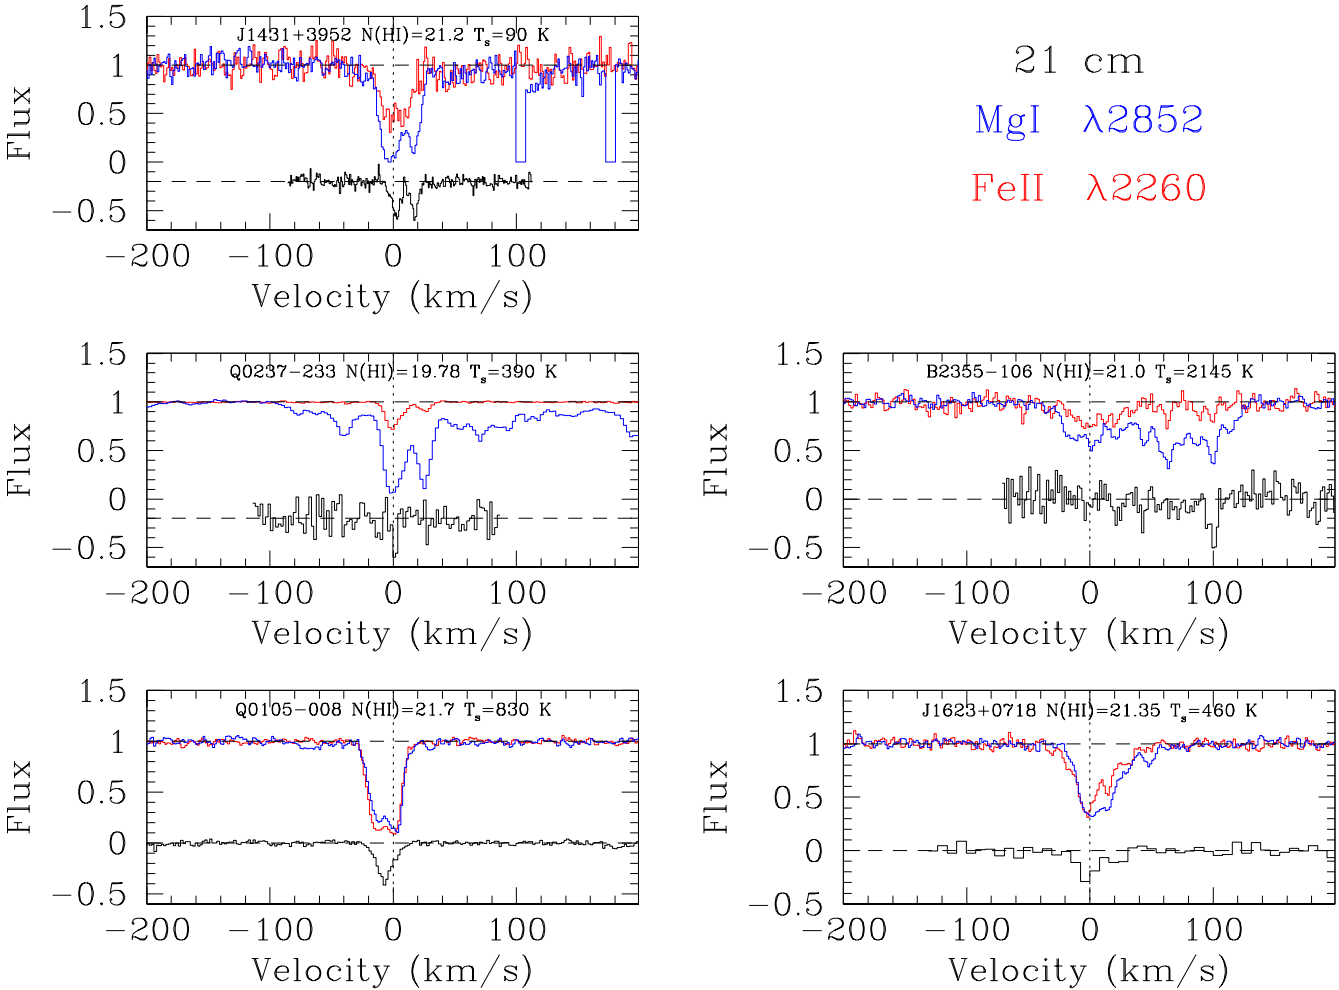 J1431+3952 N(HI)=21.2 Ts=90 K
1.5
1
0.5
0
−0.5
Flux
−200 −100 0 100
Velocity (km/s)
21 cm
MgI λ2852
FeII λ2260
Q0237−233 N(HI)=19.78 Ts=390 K
1.5
1
0.5
0
−0.5
Flux
−200 −100 0 100
Velocity (km/s)
B2355−106 N(HI)=21.0 Ts=2145 K
1.5
1
0.5
0
−0.5
Flux
−200 −100 0 100
Velocity (km/s)
Q0105−008 N(HI)=21.7 Ts=830 K
1.5
1
0.5
0
−0.5
Flux
−200 −100 0 100
Velocity (km/s)
J1623+0718 N(HI)=21.35 Ts=460 K
1.5
1
0.5
0
−0.5
Flux
−200 −100 0 100
Velocity (km/s)